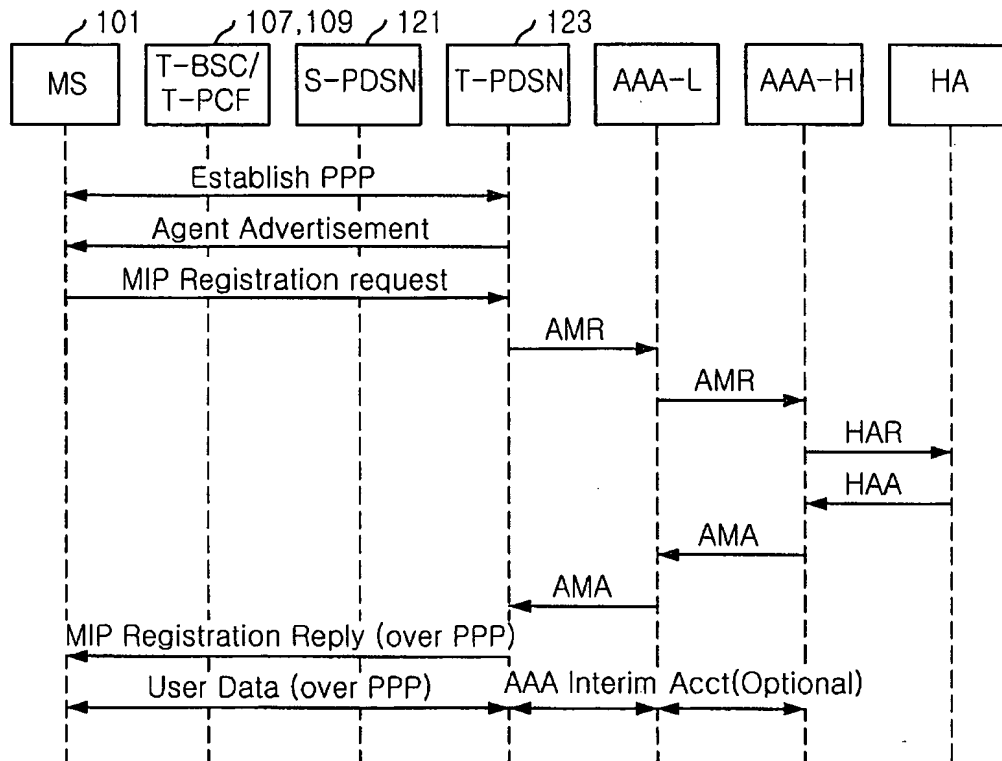 101
107,109
121
123
MS
T-BSC/
T-PCF
S-PDSN
T-PDSN
AAA-L
AAA-H
HA
Establish PPP
Agent Advertisement
MIP Registration request
AMR
AMR
HAR
HAA
AMA
AMA
MIP Registration Reply (over PPP)
User Data (over PPP)
AAA Interim Acct(Optional)